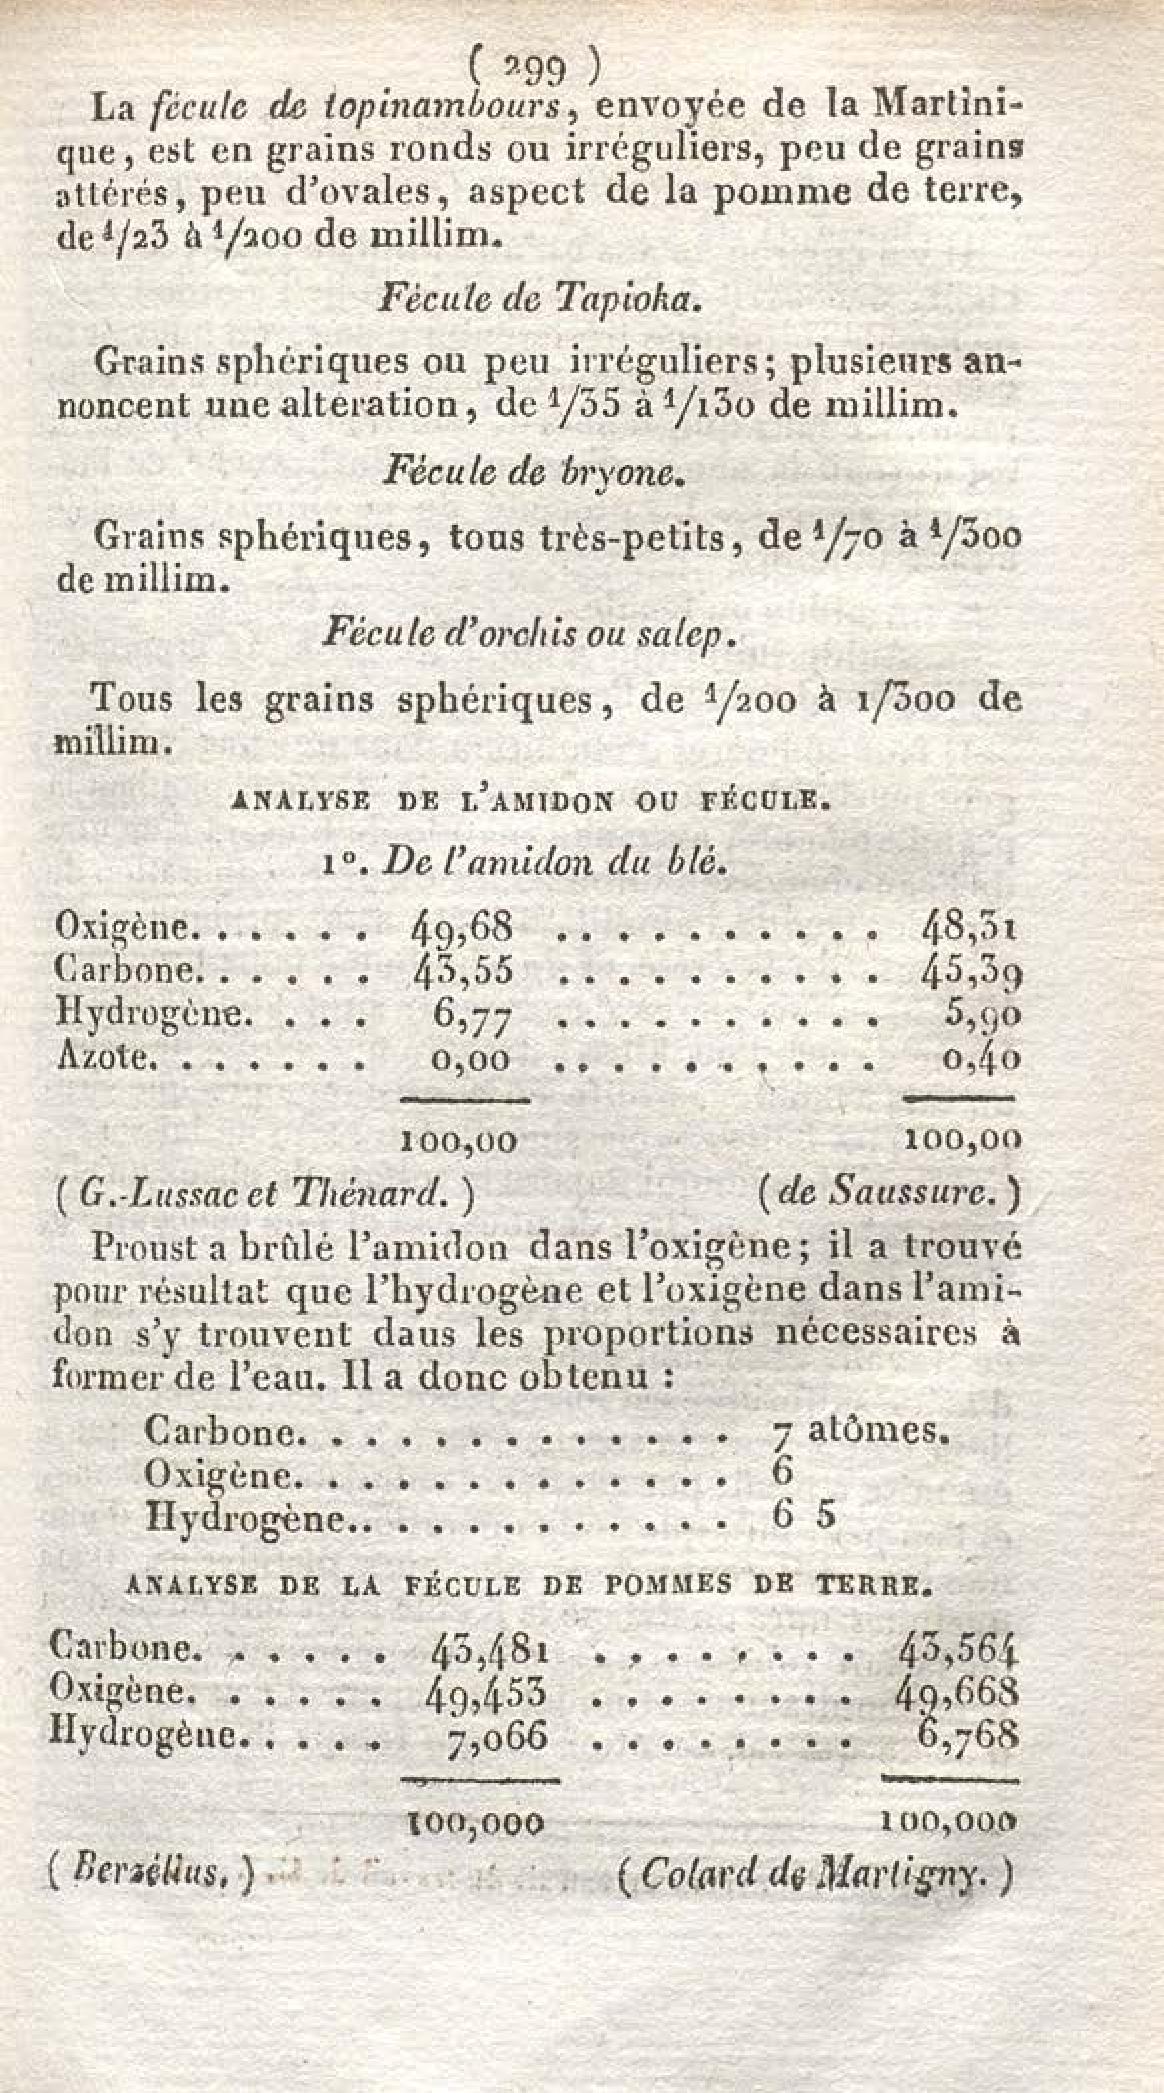 ( 299 )
La fécule de topinambours, envoyée de la Martini-
que, est en grains ronds ou irréguliers, peu de grains
attérés, peu d'ovales, aspect de la pomme de terre,
de 1/23 à 1/200 de millim.
Fécule de Tapioka.
Grains sphériques ou peu irréguliers; plusieurs an-
noncent une altération, de 1/35 à 1/130 de millim.
Fécule de bryone.
Grains sphériques, tous très-petits, de 1/70 à 1/300
de millim.
Fécule d'orchis ou salep.
Tous les grains sphériques, de 1/200 à 1/300 de
millim.
ANALYSE DE L'AMIDON OU FÉCULE.
1º. De l'amidon du blé.
Oxigène. . . . . . 49,68 . . . . . . . . . . 48,31
Carbone. . . . . . 43,55 . . . . . . . . . . 45,39
Hydrogène. . . . 6,77 . . . . . . . . . . 5,90
Azote. . . . . . . 0,00 . . . . . . . . . . 0,40
100,00 100,00
( G.-Lussac et Thénard. ) ( de Saussure. )
Proust a brûlé l'amidon dans l'oxigène; il a trouvé
pour résultat que l'hydrogène et l'oxigène dans l'ami-
don s'y trouvent daus les proportions nécessaires à
former de l'eau. Il a donc obtenu :
Carbone. . . . . . . . . . . . . 7 atômes.
Oxigène. . . . . . . . . . . . . 6
Hydrogène.. . . . . . . . . . . 6 5
ANALYSE DE LA FÉCULE DE POMMES DE TERRE.
Carbone. . . . . . 43,481 . . . . . . . . 43,564
Oxigène. . . . . . 49,453 . . . . . . . . 49,668
Hydrogène. . . . . 7,066 . . . . . . . . 6,768
100,000 100,000
( Berzélius. ) ( Colard de Martigny. )